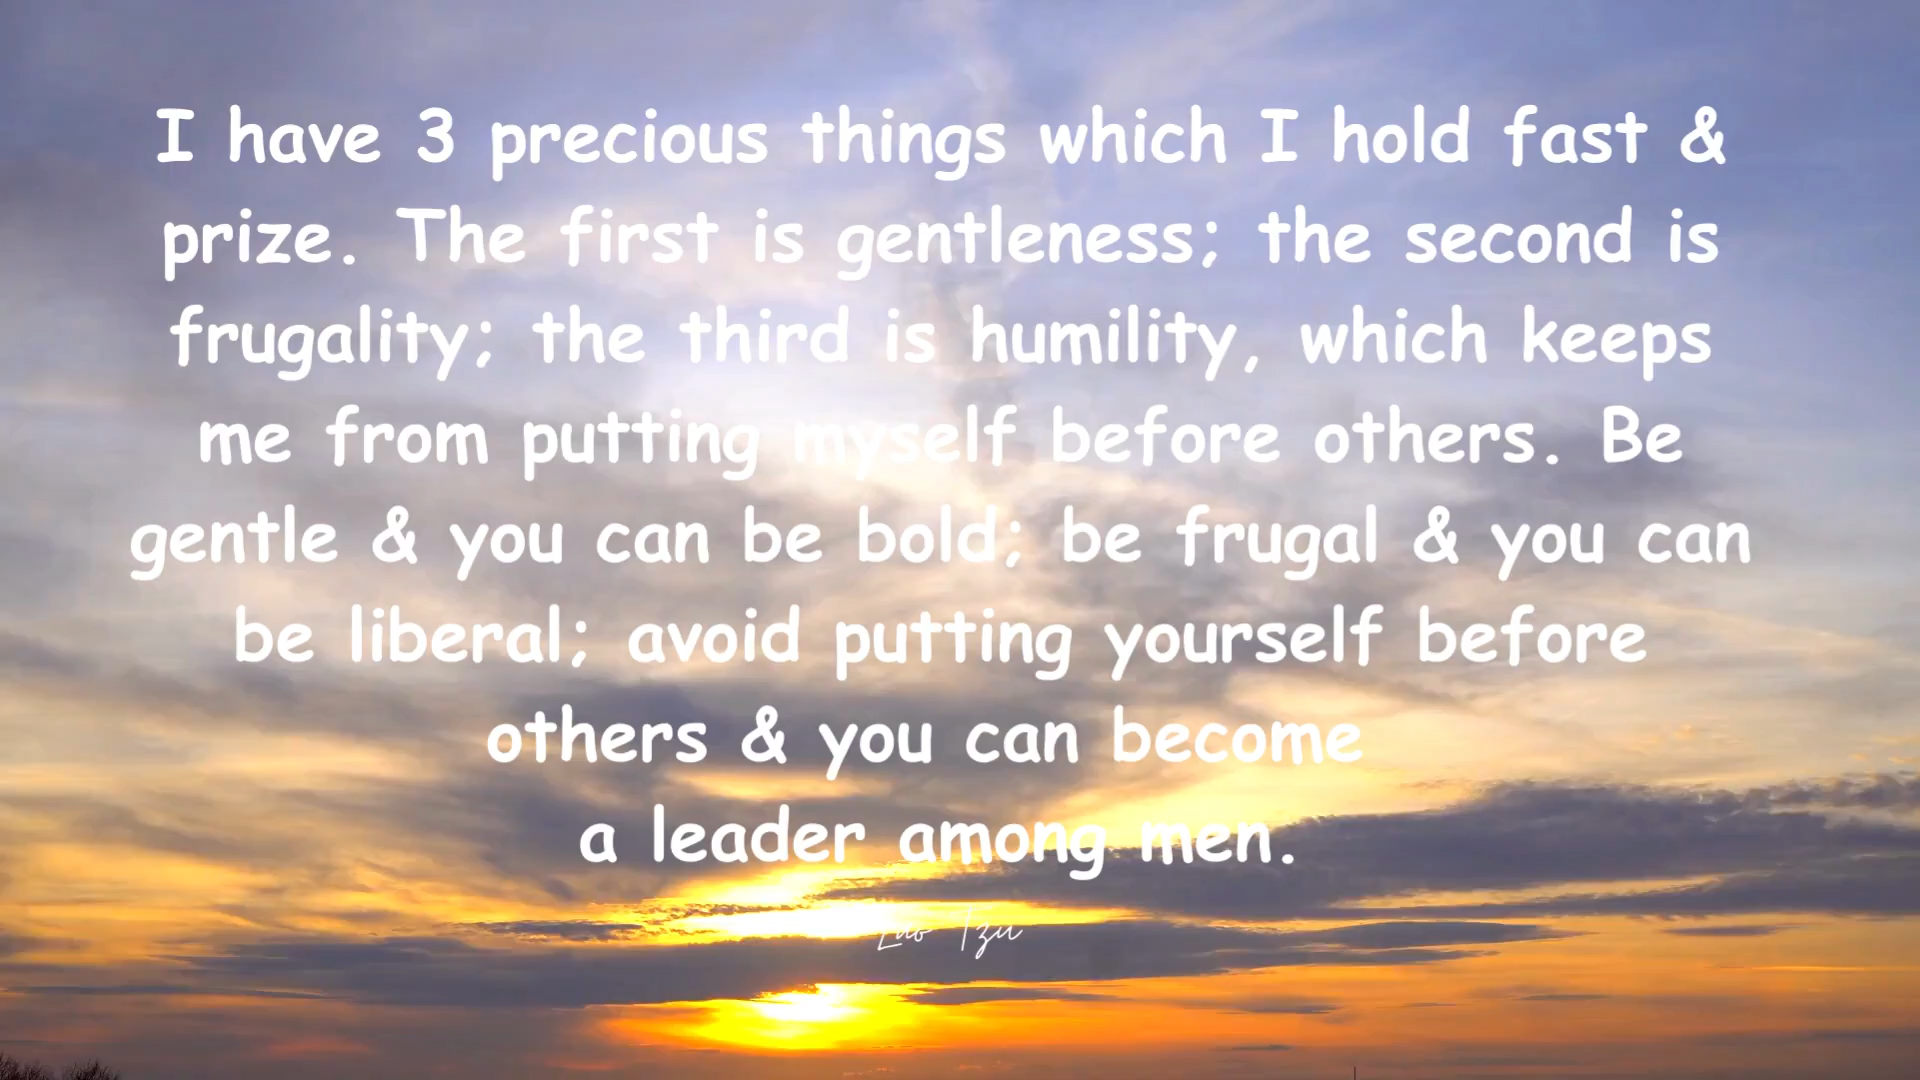 I have 3 precious things which I hold fast &
prize. The first is gentleness; the second is
frugality; the third is humility, which keeps
me from putting myself before others. Be
gentle & you can be bold; be frugal & you can
be liberal; avoid putting yourself before
others & you can become
a leader among men.
Lao Tzu